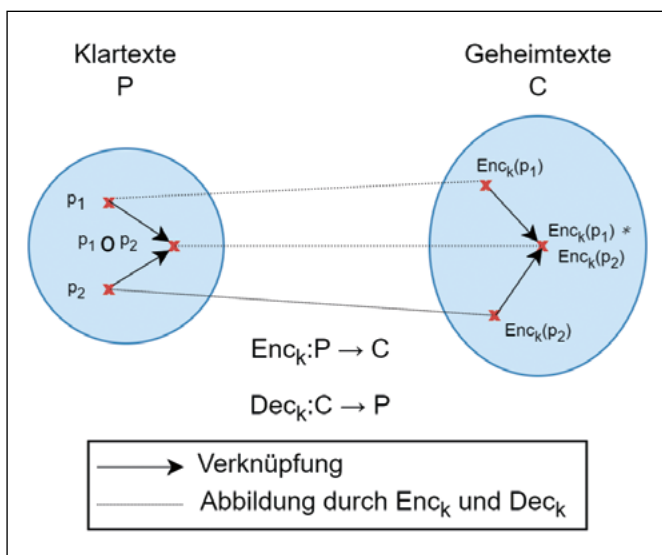 Klartexte
P
Geheimtexte
C
p₁
p₁ O p₂
p₂
Encₖ(p₁)
Encₖ(p₁) *
Encₖ(p₂)
Encₖ(p₂)
Encₖ:P → C
Decₖ:C → P
Verknüpfung
Abbildung durch Encₖ und Decₖ